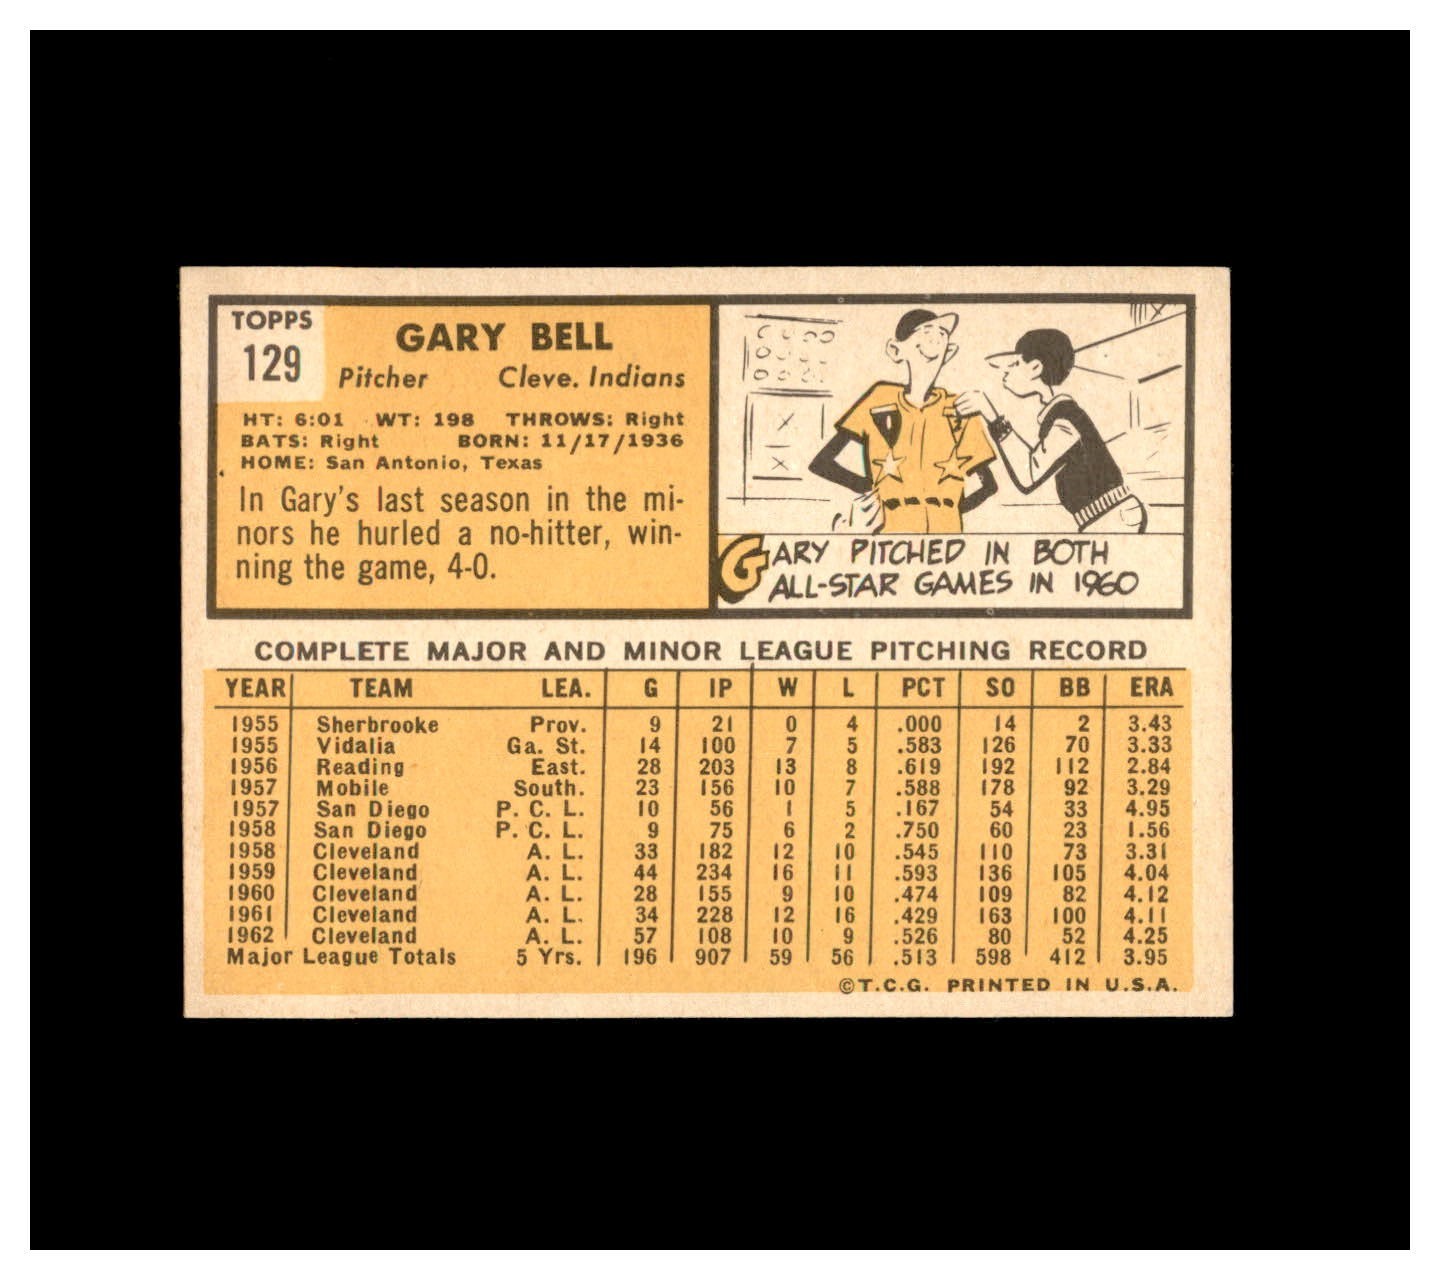 TOPPS
129
GARY BELL
Pitcher Cleve. Indians
HT: 6:01 WT: 198 THROWS: Right
BATS: Right BORN: 11/17/1936
HOME: San Antonio, Texas
In Gary's last season in the mi-
nors he hurled a no-hitter, win-
ning the game, 4-0.
1 2
GARY PITCHED IN BOTH
ALL-STAR GAMES IN 1960
COMPLETE MAJOR AND MINOR LEAGUE PITCHING RECORD
YEAR TEAM LEA. G IP W L PCT SO BB ERA
1955 Sherbrooke Prov. 9 21 0 4 .000 14 2 3.43
1955 Vidalia Ga. St. 14 100 7 5 .583 126 70 3.33
1956 Reading East. 28 203 13 8 .619 192 112 2.84
1957 Mobile South. 23 156 10 7 .588 178 92 3.29
1957 San Diego P. C. L. 10 56 1 5 .167 54 33 4.95
1958 San Diego P. C. L. 9 75 6 2 .750 60 23 1.56
1958 Cleveland A. L. 33 182 12 10 .545 110 73 3.31
1959 Cleveland A. L. 44 234 16 11 .593 136 105 4.04
1960 Cleveland A. L. 28 155 9 10 .474 109 82 4.12
1961 Cleveland A. L. 34 228 12 16 .429 163 100 4.11
1962 Cleveland A. L. 57 108 10 9 .526 80 52 4.25
Major League Totals 5 Yrs. 196 907 59 56 .513 598 412 3.95
©T.C.G. PRINTED IN U.S.A.